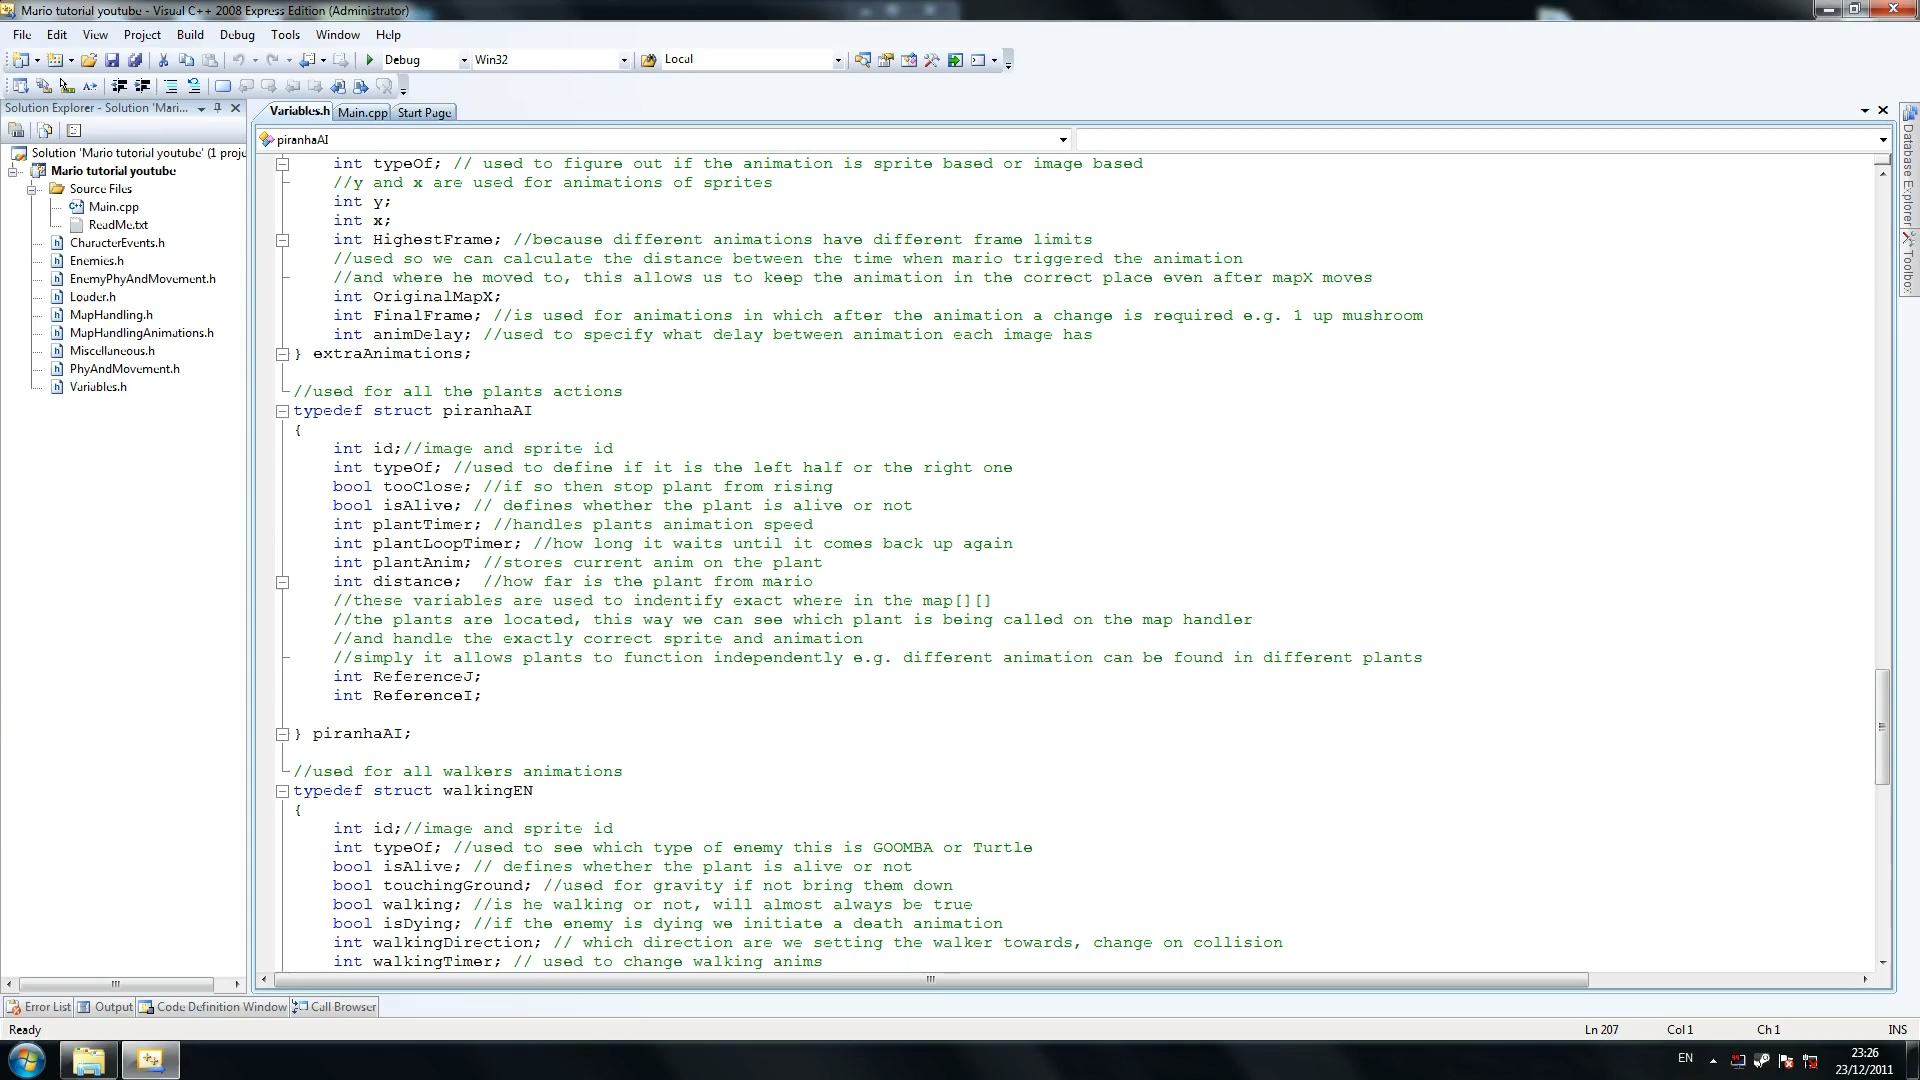 Mario tutorial youtube - Visual C++ 2008 Express Edition (Administrator)
File Edit View Project Build Debug Tools Window Help
Debug Win32 Local
Solution Explorer - Solution 'Mari...
Variables.h Main.cpp Start Page
piranhaAI
Solution 'Mario tutorial youtube' (1 proje
Mario tutorial youtube
Source Files
Main.cpp
ReadMe.txt
CharacterEvents.h
Enemies.h
EnemyPhyAndMovement.h
Loader.h
MapHandling.h
MapHandlingAnimations.h
Miscellaneous.h
PhyAndMovement.h
Variables.h
int typeOf; // used to figure out if the animation is sprite based or image based
//y and x are used for animations of sprites
int y;
int x;
int HighestFrame; //because different animations have different frame limits
//used so we can calculate the distance between the time when mario triggered the animation
//and where he moved to, this allows us to keep the animation in the correct place even after mapX moves
int OriginalMapX;
int FinalFrame; //is used for animations in which after the animation a change is required e.g. 1 up mushroom
int animDelay; //used to specify what delay between animation each image has
} extraAnimations;
//used for all the plants actions
typedef struct piranhaAI
{
int id;//image and sprite id
int typeOf; //used to define if it is the left half or the right one
bool tooClose; //if so then stop plant from rising
bool isAlive; // defines whether the plant is alive or not
int plantTimer; //handles plants animation speed
int plantLoopTimer; //how long it waits until it comes back up again
int plantAnim; //stores current anim on the plant
int distance;  //how far is the plant from mario
//these variables are used to indentify exact where in the map[][]
//the plants are located, this way we can see which plant is being called on the map handler
//and handle the exactly correct sprite and animation
//simply it allows plants to function independently e.g. different animation can be found in different plants
int ReferenceJ;
int ReferenceI;
} piranhaAI;
//used for all walkers animations
typedef struct walkingEN
{
int id;//image and sprite id
int typeOf; //used to see which type of enemy this is GOOMBA or Turtle
bool isAlive; // defines whether the plant is alive or not
bool touchingGround; //used for gravity if not bring them down
bool walking; //is he walking or not, will almost always be true
bool isDying; //if the enemy is dying we initiate a death animation
int walkingDirection; // which direction are we setting the walker towards, change on collision
int walkingTimer; // used to change walking anims
Database Explorer
Toolbox
Error List Output Code Definition Window Call Browser
Ready Ln 207 Col 1 Ch 1 INS
EN 23:26
23/12/2011